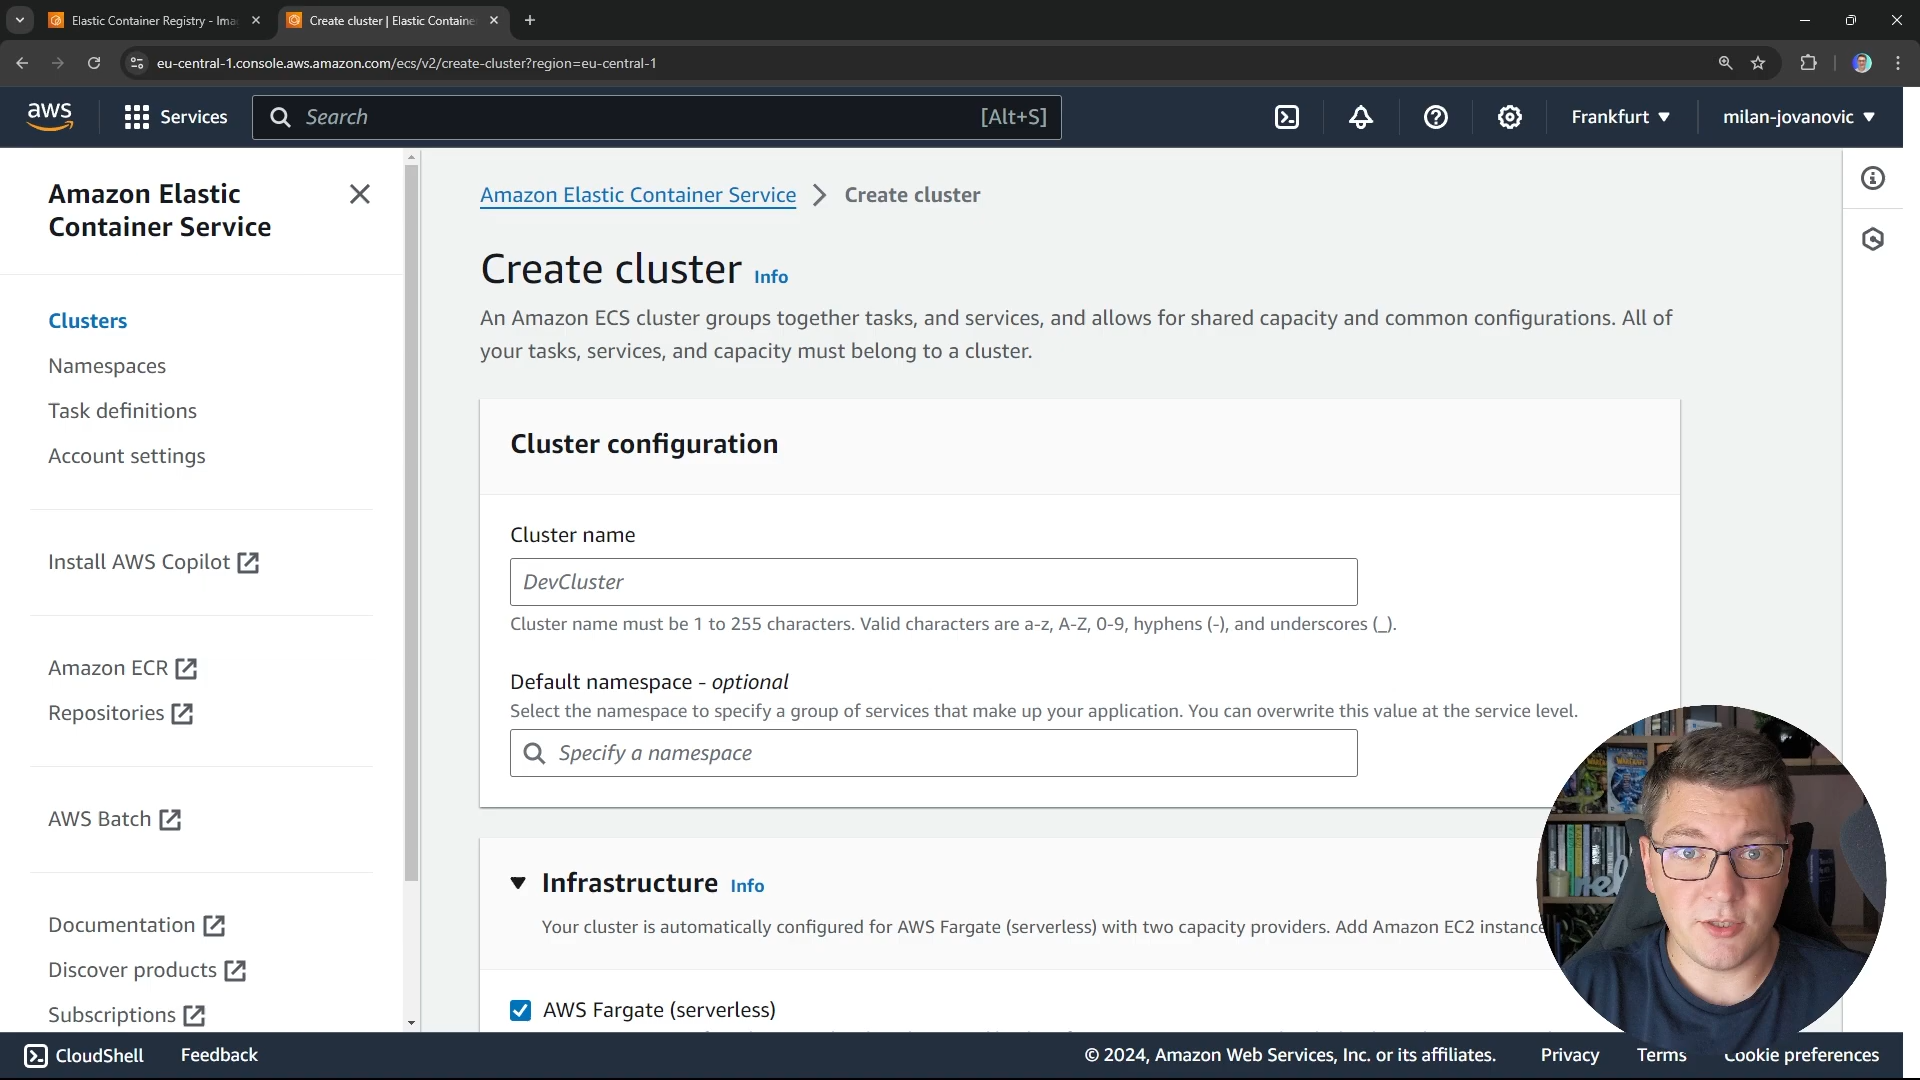 Elastic Container Registry - Ima
Create cluster | Elastic Containe
eu-central-1.console.aws.amazon.com/ecs/v2/create-cluster?region=eu-central-1
aws
Services
Search
[Alt+S]
Frankfurt
milan-jovanovic
Amazon Elastic
Container Service
Clusters
Namespaces
Task definitions
Account settings
Install AWS Copilot
Amazon ECR
Repositories
AWS Batch
Documentation
Discover products
Subscriptions
Amazon Elastic Container Service
Create cluster
Create cluster Info
An Amazon ECS cluster groups together tasks, and services, and allows for shared capacity and common configurations. All of
your tasks, services, and capacity must belong to a cluster.
Cluster configuration
Cluster name
DevCluster
Cluster name must be 1 to 255 characters. Valid characters are a-z, A-Z, 0-9, hyphens (-), and underscores (_).
Default namespace - optional
Select the namespace to specify a group of services that make up your application. You can overwrite this value at the service level.
Specify a namespace
Infrastructure Info
Your cluster is automatically configured for AWS Fargate (serverless) with two capacity providers. Add Amazon EC2 instance
AWS Fargate (serverless)
CloudShell
Feedback
© 2024, Amazon Web Services, Inc. or its affiliates.
Privacy
Terms
Cookie preferences